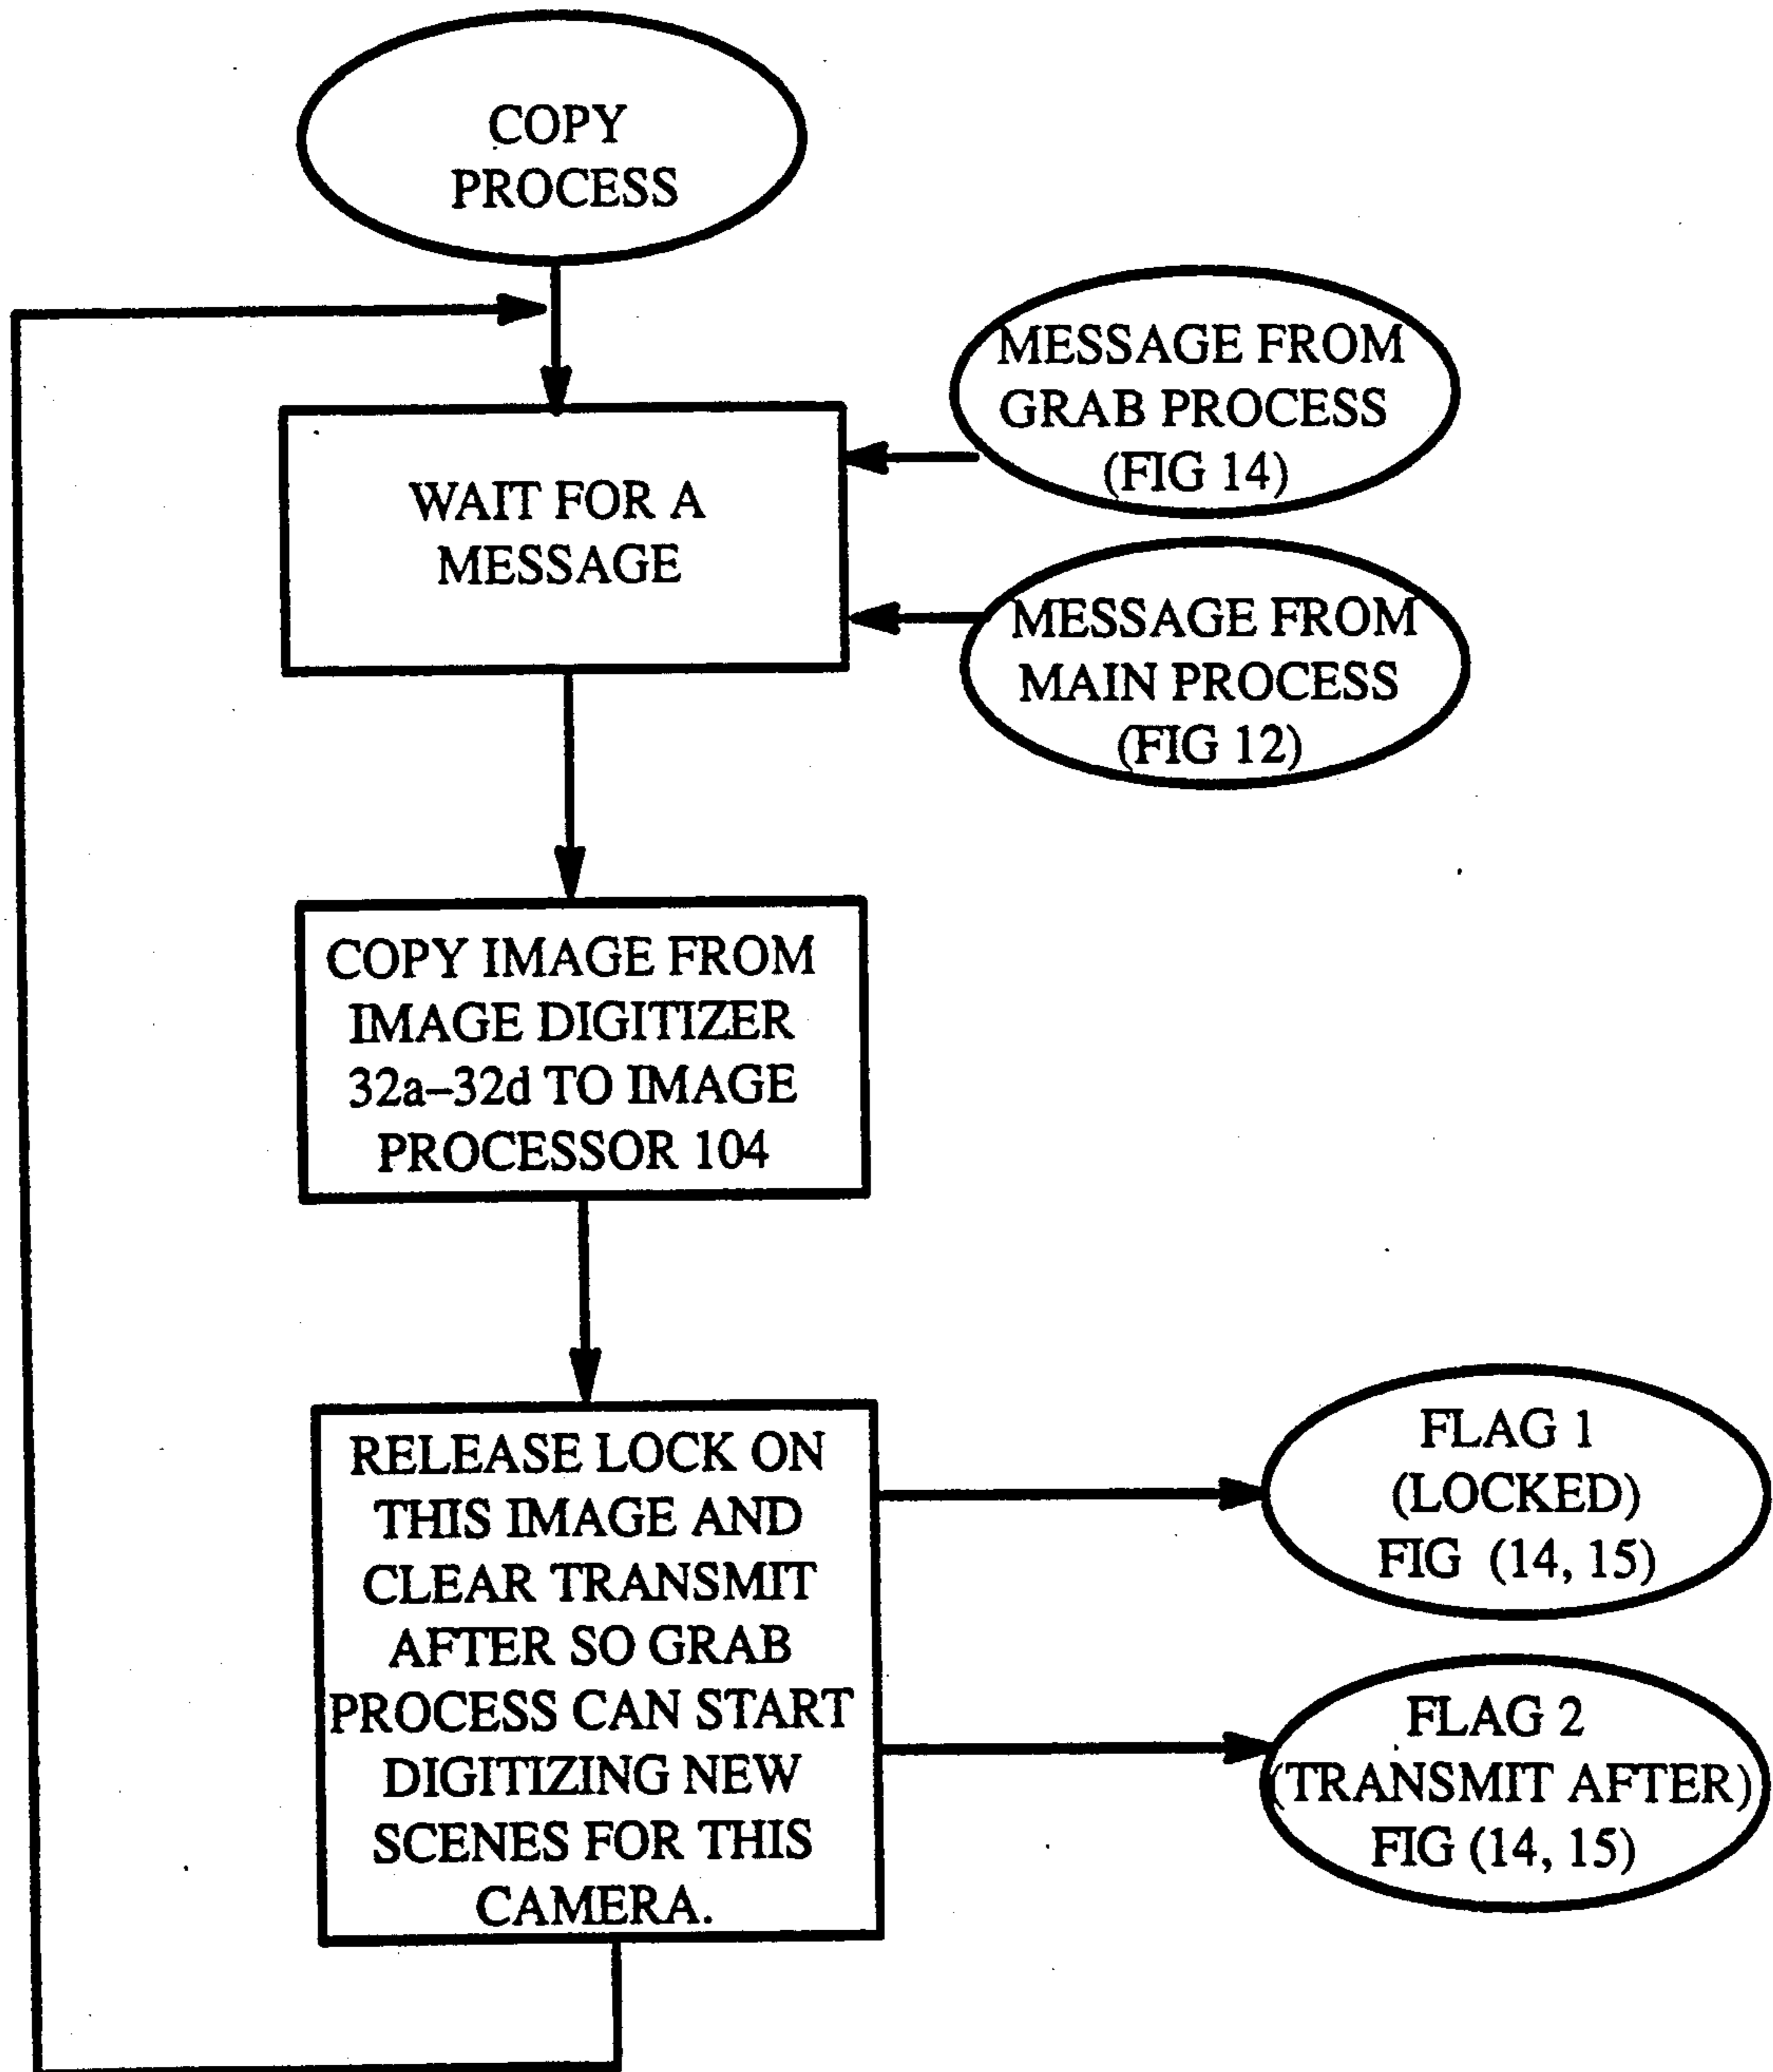 COPY
PROCESS
MESSAGE FROM
GRAB PROCESS
(FIG 14)
WAIT FOR A
MESSAGE
MESSAGE FROM
MAIN PROCESS
(FIG 12)
COPY IMAGE FROM
IMAGE DIGITIZER
32a–32d TO IMAGE
PROCESSOR 104
RELEASE LOCK ON
THIS IMAGE AND
CLEAR TRANSMIT
AFTER SO GRAB
PROCESS CAN START
DIGITIZING NEW
SCENES FOR THIS
CAMERA.
FLAG 1
(LOCKED)
FIG (14, 15)
FLAG 2
(TRANSMIT AFTER)
FIG (14, 15)